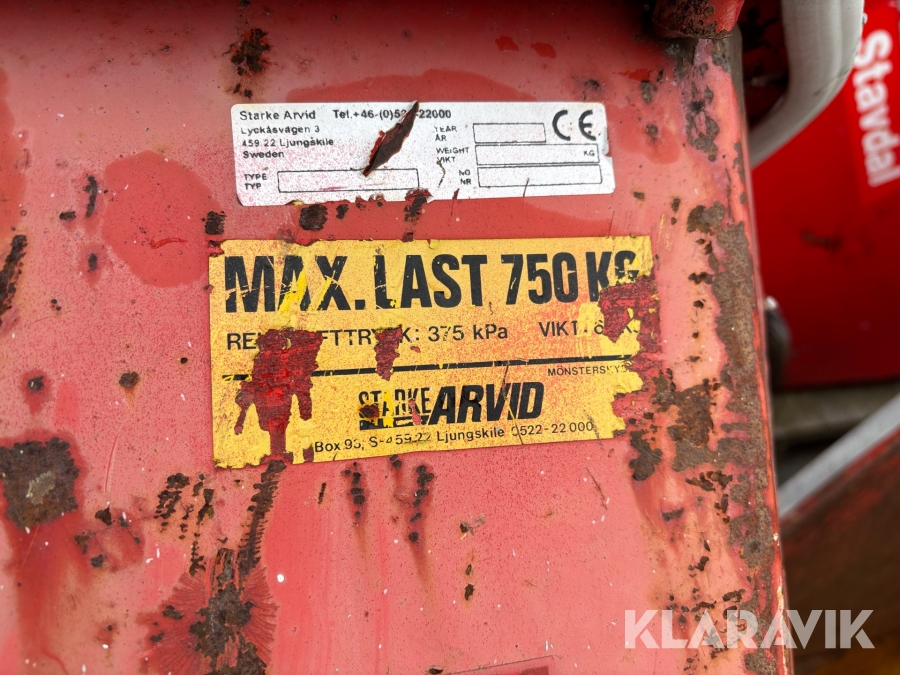 Starke Arvid Tel.+46-(0)522-22000
Lyckåsvägen 3
459 22 Ljungskile
Sweden
TYPE
TYP
YEAR
ÅR
WEIGHT
VIKT
KG
NO
NR
CE
MAX. LAST 750 KG
375 kPa VIKT
MÖNSTERSKYDD
STARKE ARVID
Box 93, S-459 22 Ljungskile 0522-22 000
Stavdal
KLARAVIK